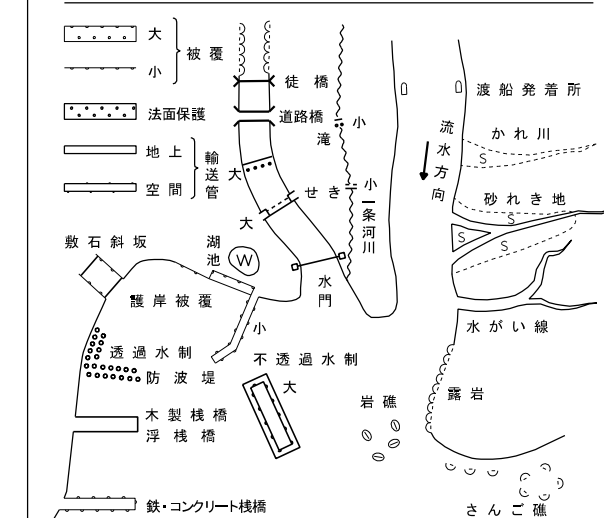 大
小
被覆
法面保護
地上
空間
輸送管
徒橋
道路橋
小
滝
大
せき
小
大
一条河川
水門
流水方向
渡船発着所
かれ川
S
砂れき地
S
S
S
水がい線
敷石斜坂
湖池
W
護岸被覆
小
透過水制
防波堤
不透過水制
大
木製桟橋
浮桟橋
岩礁
露岩
鉄・コンクリート桟橋
さんご礁